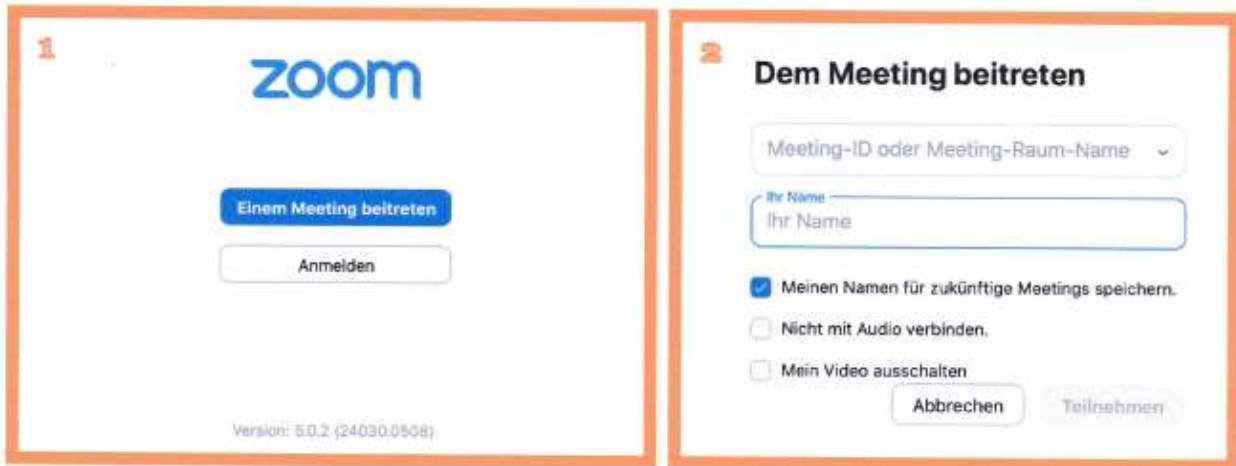 1
zoom
Einem Meeting beitreten
Anmelden
Version: 5.0.2 (24030.0508)
2
Dem Meeting beitreten
Meeting-ID oder Meeting-Raum-Name
Ihr Name
Ihr Name
Meinen Namen für zukünftige Meetings speichern.
Nicht mit Audio verbinden.
Mein Video ausschalten
Abbrechen
Teilnehmen